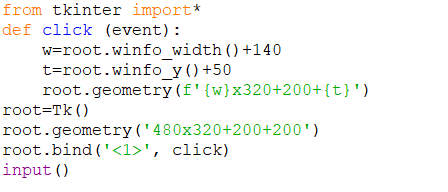 from tkinter import*
def click (event):
    w=root.winfo_width()+140
    t=root.winfo_y()+50
    root.geometry(f'{w}x320+200+{t}')
root=Tk()
root.geometry('480x320+200+200')
root.bind('<1>', click)
input()